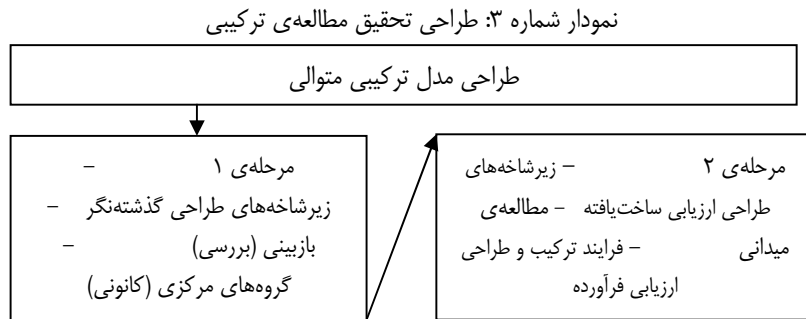 نمودار شماره ۳: طراحی تحقیق مطالعه‌ی ترکیبی
طراحی مدل ترکیبی متوالی
مرحله‌ی ۱ –
زیرشاخه‌های طراحی گذشته‌نگر –
بازبینی (بررسی) –
گروه‌های مرکزی (کانونی)
مرحله‌ی ۲ – زیرشاخه‌های
طراحی ارزیابی ساخت‌یافته – مطالعه‌ی
میدانی – فرایند ترکیب و طراحی
ارزیابی فرآورده